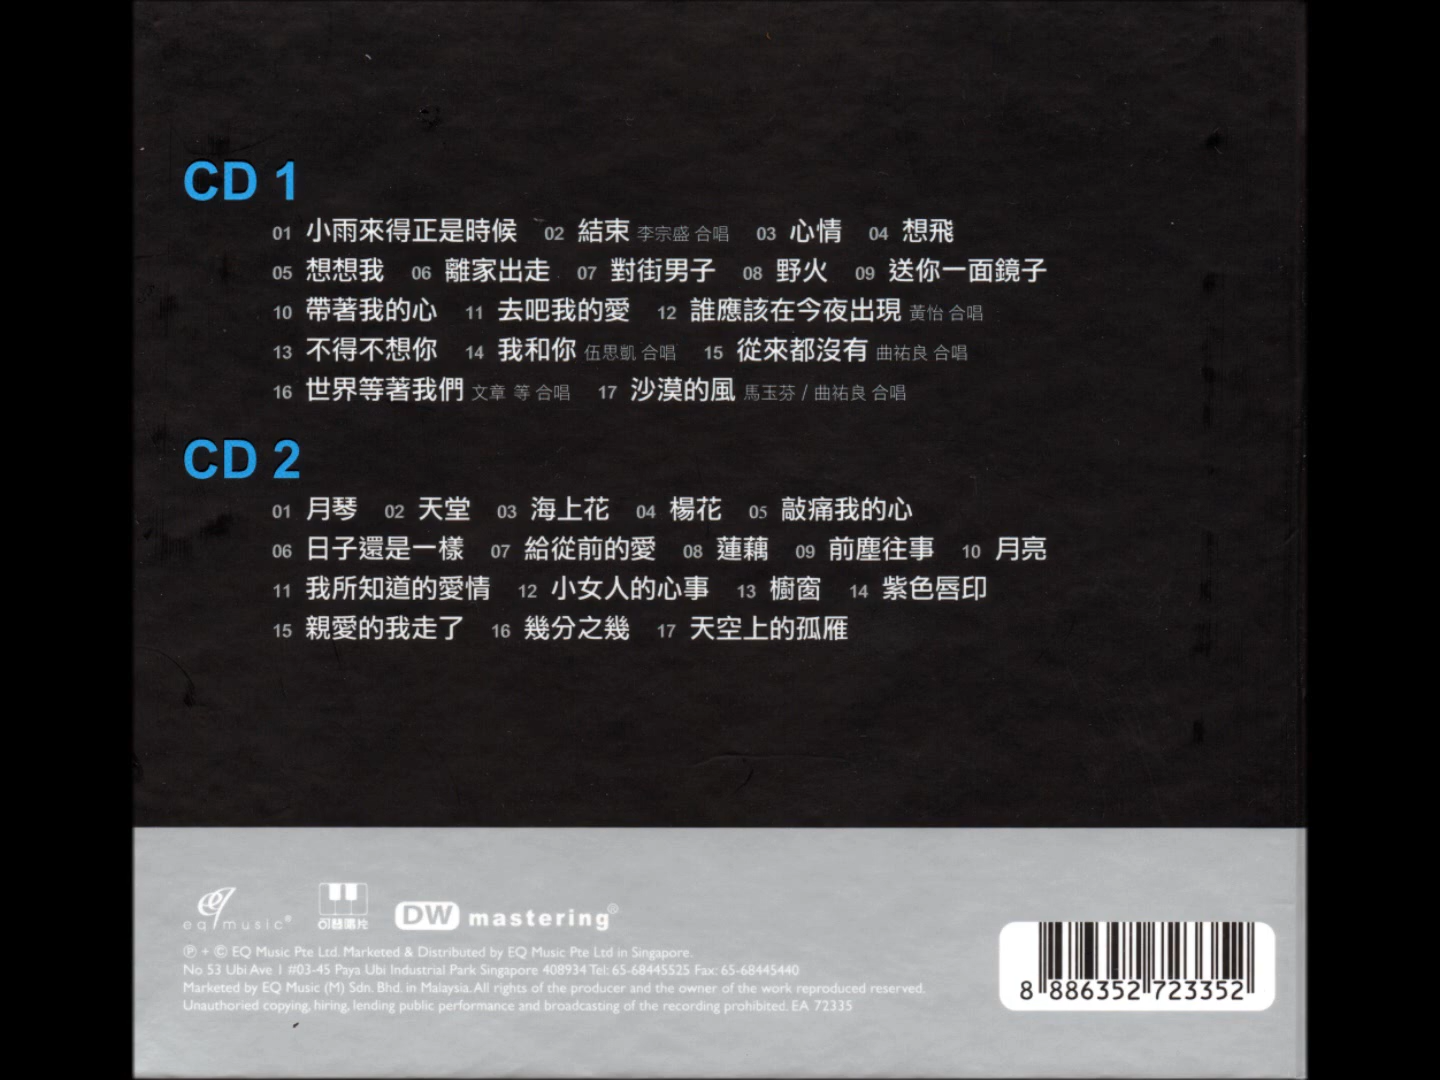 CD 1
01 小雨來得正是時候 02 結束 李宗盛 合唱 03 心情 04 想飛
05 想想我 06 離家出走 07 對街男子 08 野火 09 送你一面鏡子
10 帶著我的心 11 去吧我的愛 12 誰應該在今夜出現 黃怡 合唱
13 不得不想你 14 我和你 伍思凱 合唱 15 從來都沒有 曲祐良 合唱
16 世界等著我們 文章 等 合唱 17 沙漠的風 馬玉芬 / 曲祐良 合唱
CD 2
01 月琴 02 天堂 03 海上花 04 楊花 05 敲痛我的心
06 日子還是一樣 07 給從前的愛 08 蓮藕 09 前塵往事 10 月亮
11 我所知道的愛情 12 小女人的心事 13 櫥窗 14 紫色唇印
15 親愛的我走了 16 幾分之幾 17 天空上的孤雁
eq music® 可琴唱片 DW mastering®
℗ + © EQ Music Pte Ltd. Marketed & Distributed by EQ Music Pte Ltd in Singapore.
No 53 Ubi Ave 1 #03-45 Paya Ubi Industrial Park Singapore 408934 Tel: 65-68445525 Fax: 65-68445440
Marketed by EQ Music (M) Sdn. Bhd. in Malaysia. All rights of the producer and the owner of the work reproduced reserved.
Unauthoried copying, hiring, lending public performance and broadcasting of the recording prohibited. EA 72335
8 886352 723352